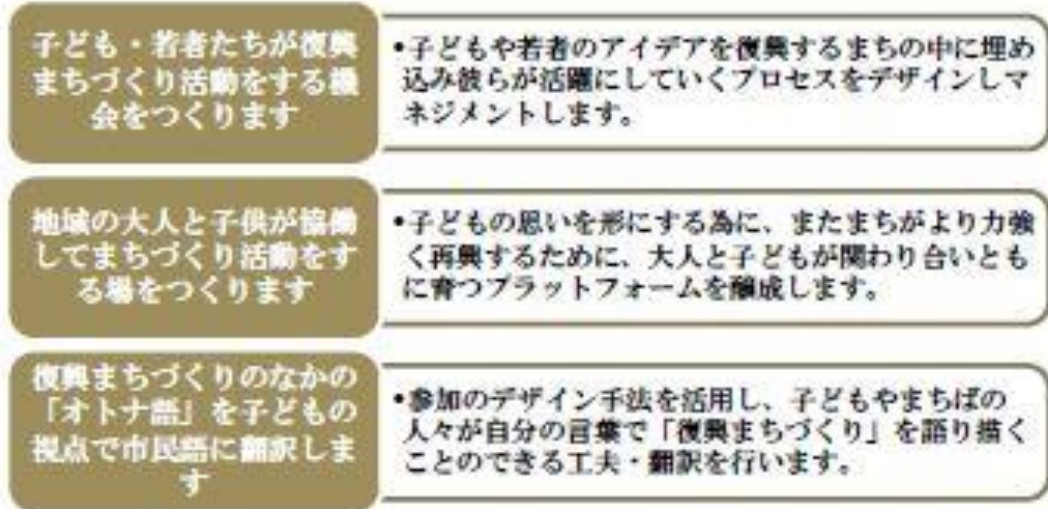 子ども・若者たちが復興
まちづくり活動をする機
会をつくります
•子どもや若者のアイデアを復興するまちの中に埋め
込み彼らが活躍にしていくプロセスをデザインしマ
ネジメントします。
地域の大人と子供が協働
してまちづくり活動をす
る場をつくります
•子どもの思いを形にする為に、またまちがより力強
く再興するために、大人と子どもが関わり合いとも
に育つプラットフォームを醸成します。
復興まちづくりのなかの
「オトナ語」を子どもの
視点で市民語に翻訳しま
す
•参加のデザイン手法を活用し、子どもやまちばの
人々が自分の言葉で「復興まちづくり」を語り描く
ことのできる工夫・翻訳を行います。